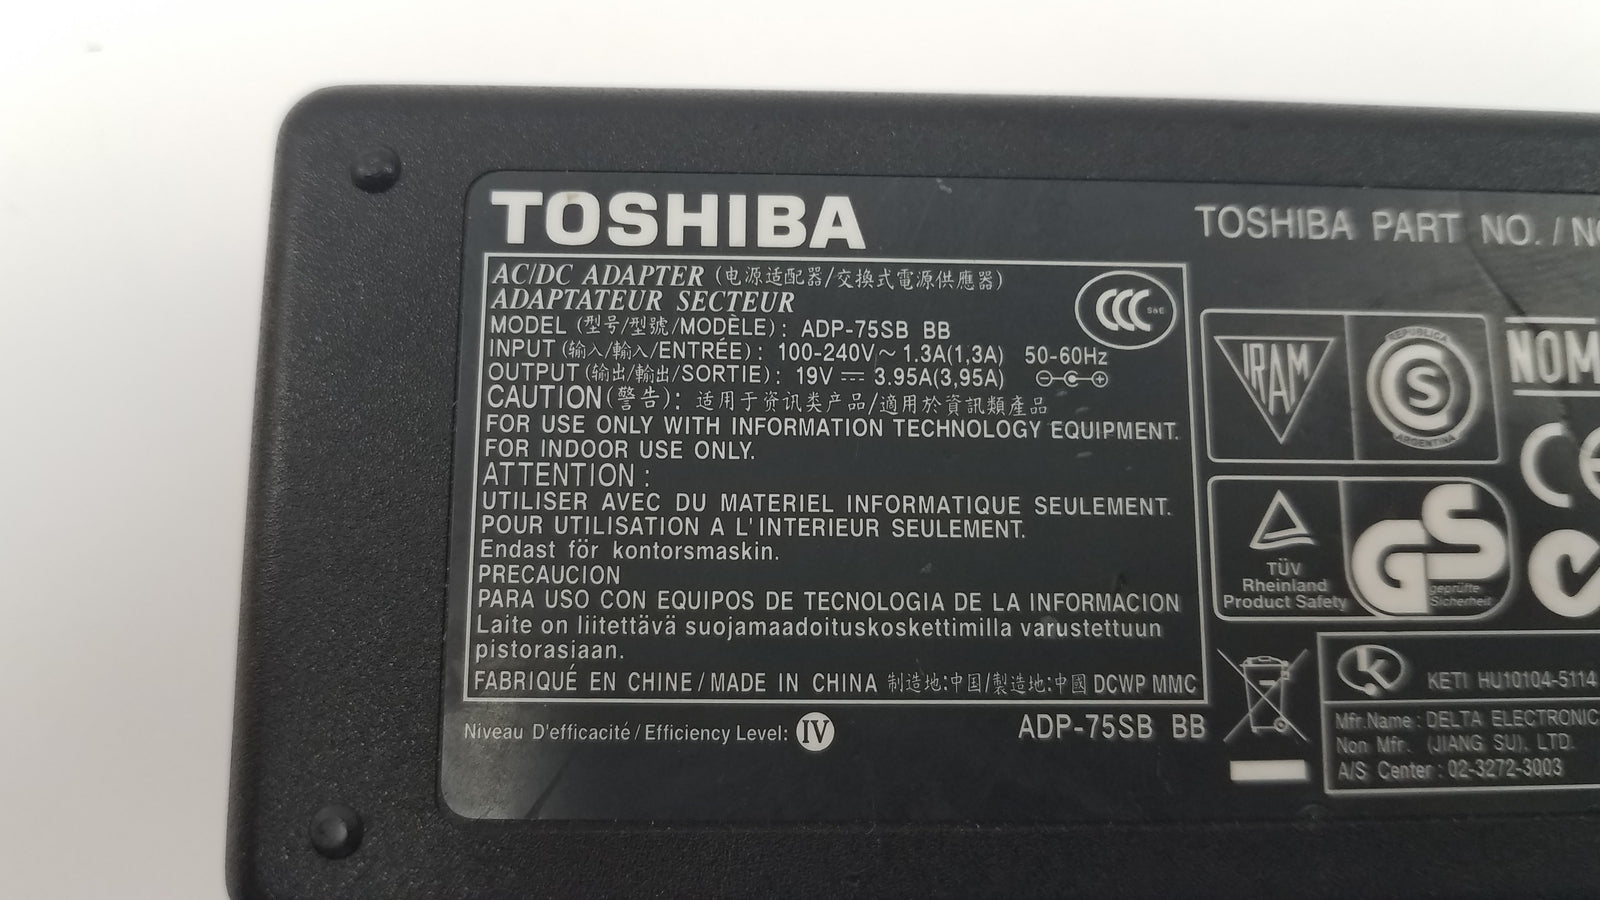 TOSHIBA
AC/DC ADAPTER (电源适配器/交換式電源供應器)
ADAPTATEUR SECTEUR
MODEL (型号/型號/MODÈLE): ADP-75SB BB
INPUT (输入/輸入/ENTRÉE): 100-240V~1.3A(1,3A) 50-60Hz
OUTPUT (输出/輸出/SORTIE): 19V ⎓ 3.95A(3,95A)
CAUTION(警告): 适用于资讯类产品/適用於資訊類產品
FOR USE ONLY WITH INFORMATION TECHNOLOGY EQUIPMENT.
FOR INDOOR USE ONLY.
ATTENTION :
UTILISER AVEC DU MATERIEL INFORMATIQUE SEULEMENT.
POUR UTILISATION A L'INTERIEUR SEULEMENT.
Endast för kontorsmaskin.
PRECAUCION
PARA USO CON EQUIPOS DE TECNOLOGIA DE LA INFORMACION
Laite on liitettävä suojamaadoituskoskettimilla varustettuun
pistorasiaan.
FABRIQUÉ EN CHINE/MADE IN CHINA 制造地:中国/製造地:中國 DCWP MMC
Niveau D'efficacité / Efficiency Level: IV
ADP-75SB BB
CCC S&E
TOSHIBA PART NO. / NO
IRAM
REPUBLICA
S
ARGENTINA
NOM
CE
TÜV
Rheinland
Product Safety
GS
geprüfte
Sicherheit
K
KETI HU10104-5114
Mfr.Name : DELTA ELECTRONIC
Non Mfr. (JIANG SU). LTD.
A/S Center : 02-3272-3003